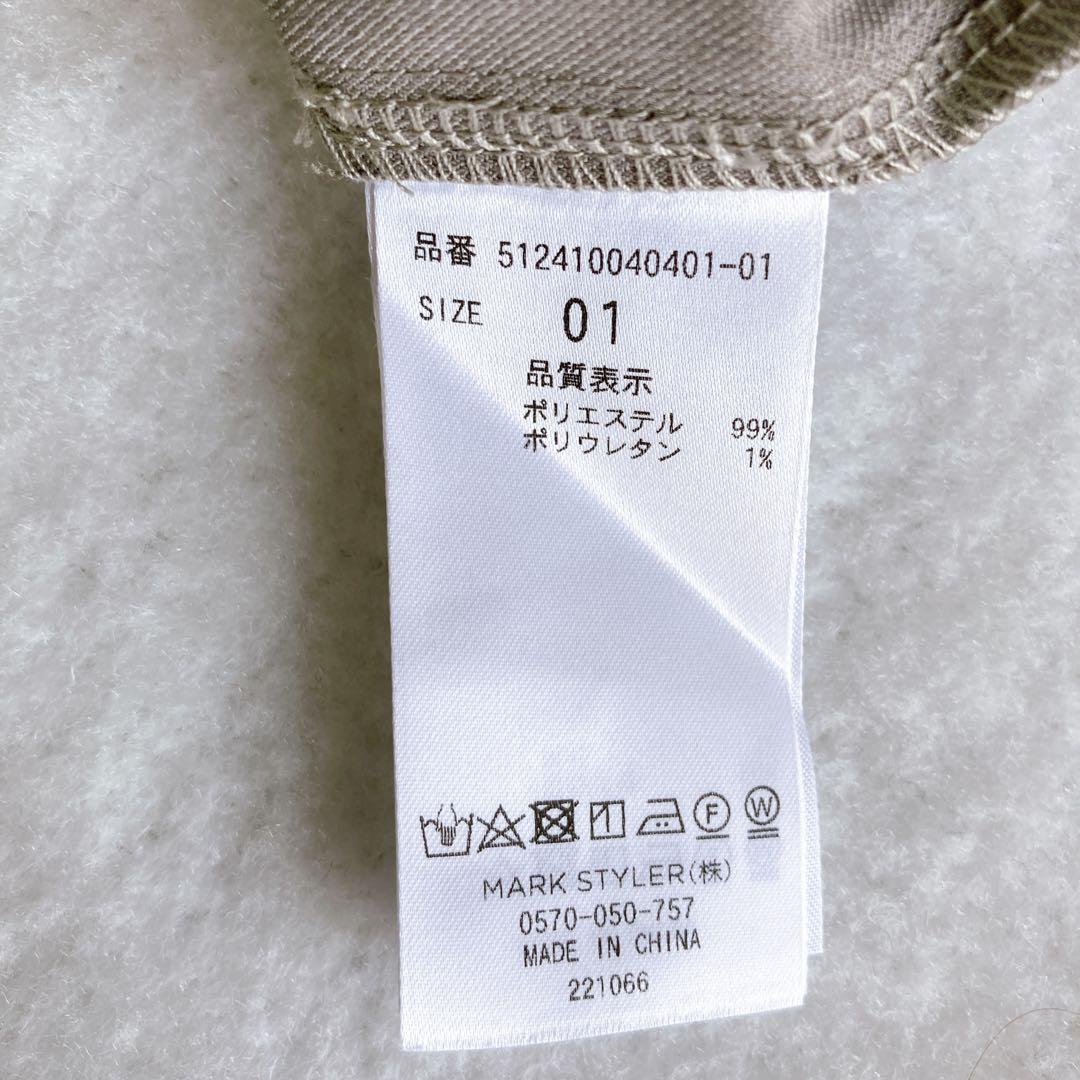 品番 512410040401-01
SIZE 01
品質表示
ポリエステル 99%
ポリウレタン 1%
F W
MARK STYLER(株)
0570-050-757
MADE IN CHINA
221066